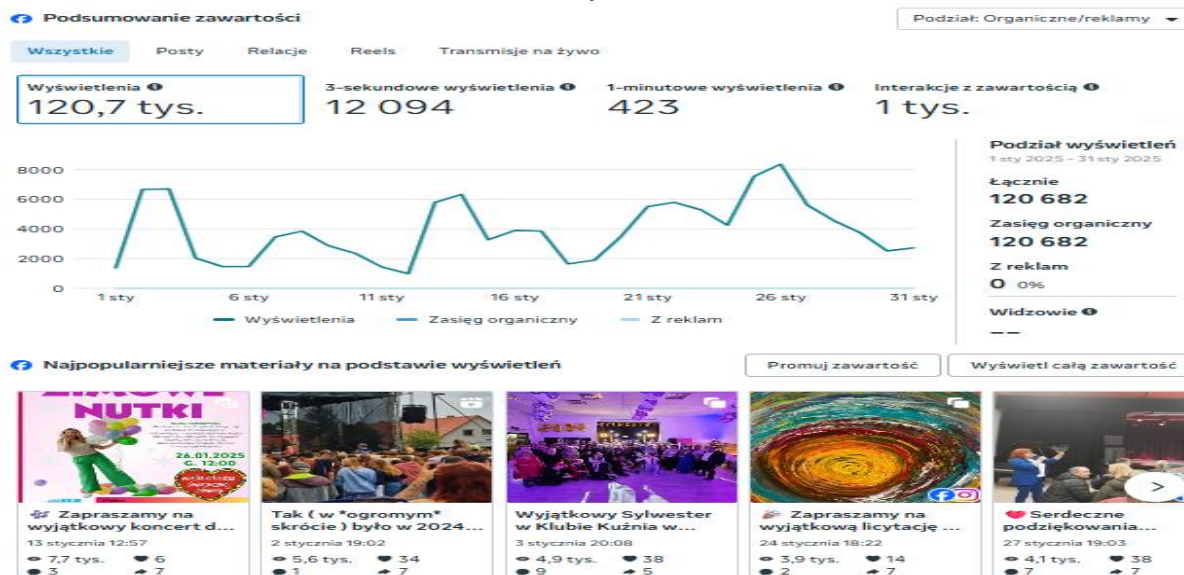 Podsumowanie zawartości
Podział: Organiczne/reklamy
Wszystkie Posty Relacje Reels Transmisje na żywo
Wyświetlenia 3-sekundowe wyświetlenia 1-minutowe wyświetlenia Interakcje z zawartością
120,7 tys. 12 094 423 1 tys.
Podział wyświetleń
1 sty 2025 – 31 sty 2025
Łącznie
120 682
Zasięg organiczny
120 682
Z reklam
0 0%
Widzowie
--
8000
6000
4000
2000
0
1 sty 6 sty 11 sty 16 sty 21 sty 26 sty 31 sty
Wyświetlenia Zasięg organiczny Z reklam
Najpopularniejsze materiały na podstawie wyświetleń
Promuj zawartość Wyświetl całą zawartość
ZIMOWE
NUTKI
26.01.2025
G. 12:00
Zapraszamy na
wyjątkowy koncert d...
13 stycznia 12:57
7,7 tys. 6
3 7
Tak ( w *ogromym*
skrócie ) było w 2024...
2 stycznia 19:02
5,6 tys. 34
1 7
Wyjątkowy Sylwester
w Klubie Kuźnia w...
3 stycznia 20:08
4,9 tys. 38
9 5
Zapraszamy na
wyjątkową licytację ...
24 stycznia 18:22
3,9 tys. 14
2 7
Serdeczne
podziękowania...
27 stycznia 19:03
4,1 tys. 38
7 7